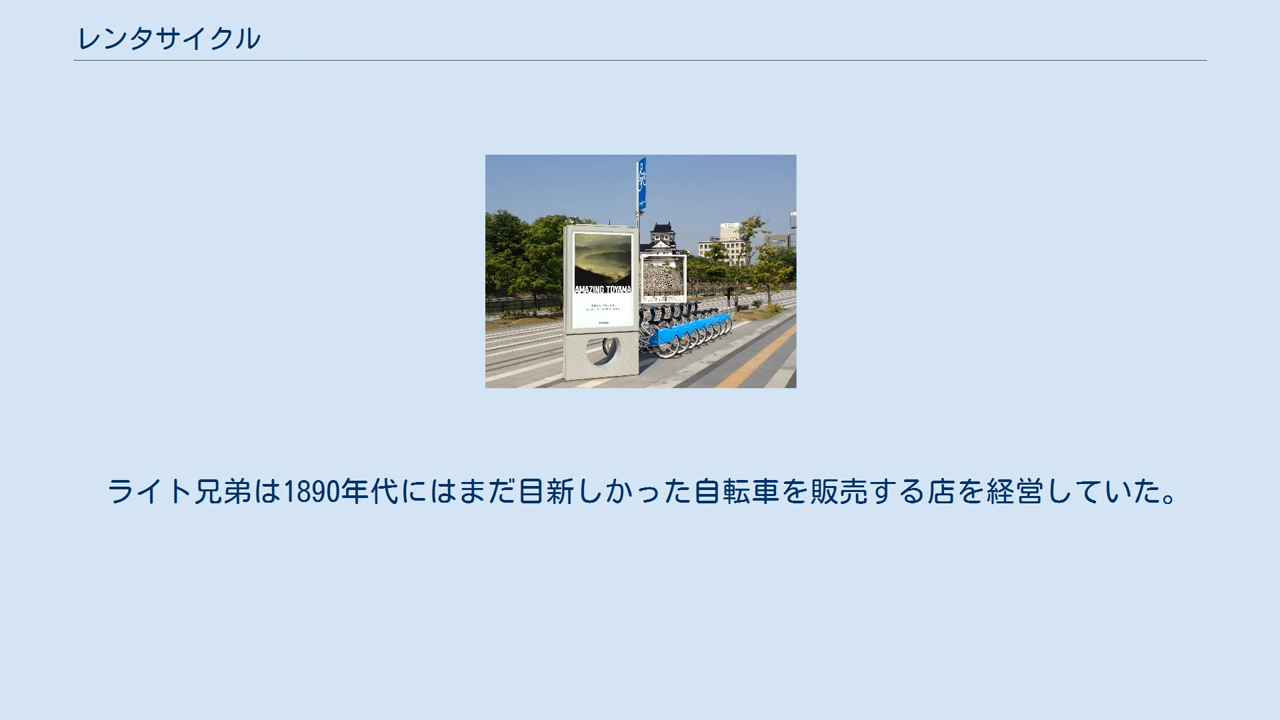 レンタサイクル
AMAZING TOYAMA
ライト兄弟は1890年代にはまだ目新しかった自転車を販売する店を経営していた。